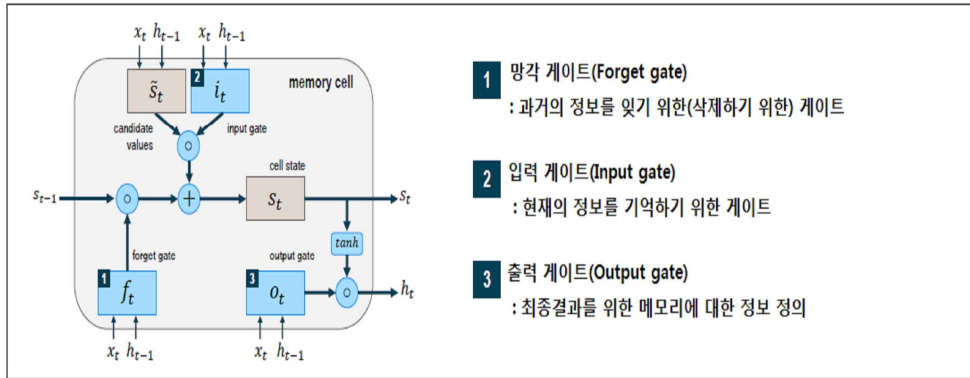 x_t h_{t-1} x_t h_{t-1}
memory cell
s̃_t
2 i_t
candidate values
input gate
cell state
s_{t-1}
+
s_t
s_t
tanh
forget gate
output gate
1 f_t
3 o_t
h_t
x_t h_{t-1}
x_t h_{t-1}
1 망각 게이트(Forget gate)
: 과거의 정보를 잊기 위한(삭제하기 위한) 게이트
2 입력 게이트(Input gate)
: 현재의 정보를 기억하기 위한 게이트
3 출력 게이트(Output gate)
: 최종결과를 위한 메모리에 대한 정보 정의